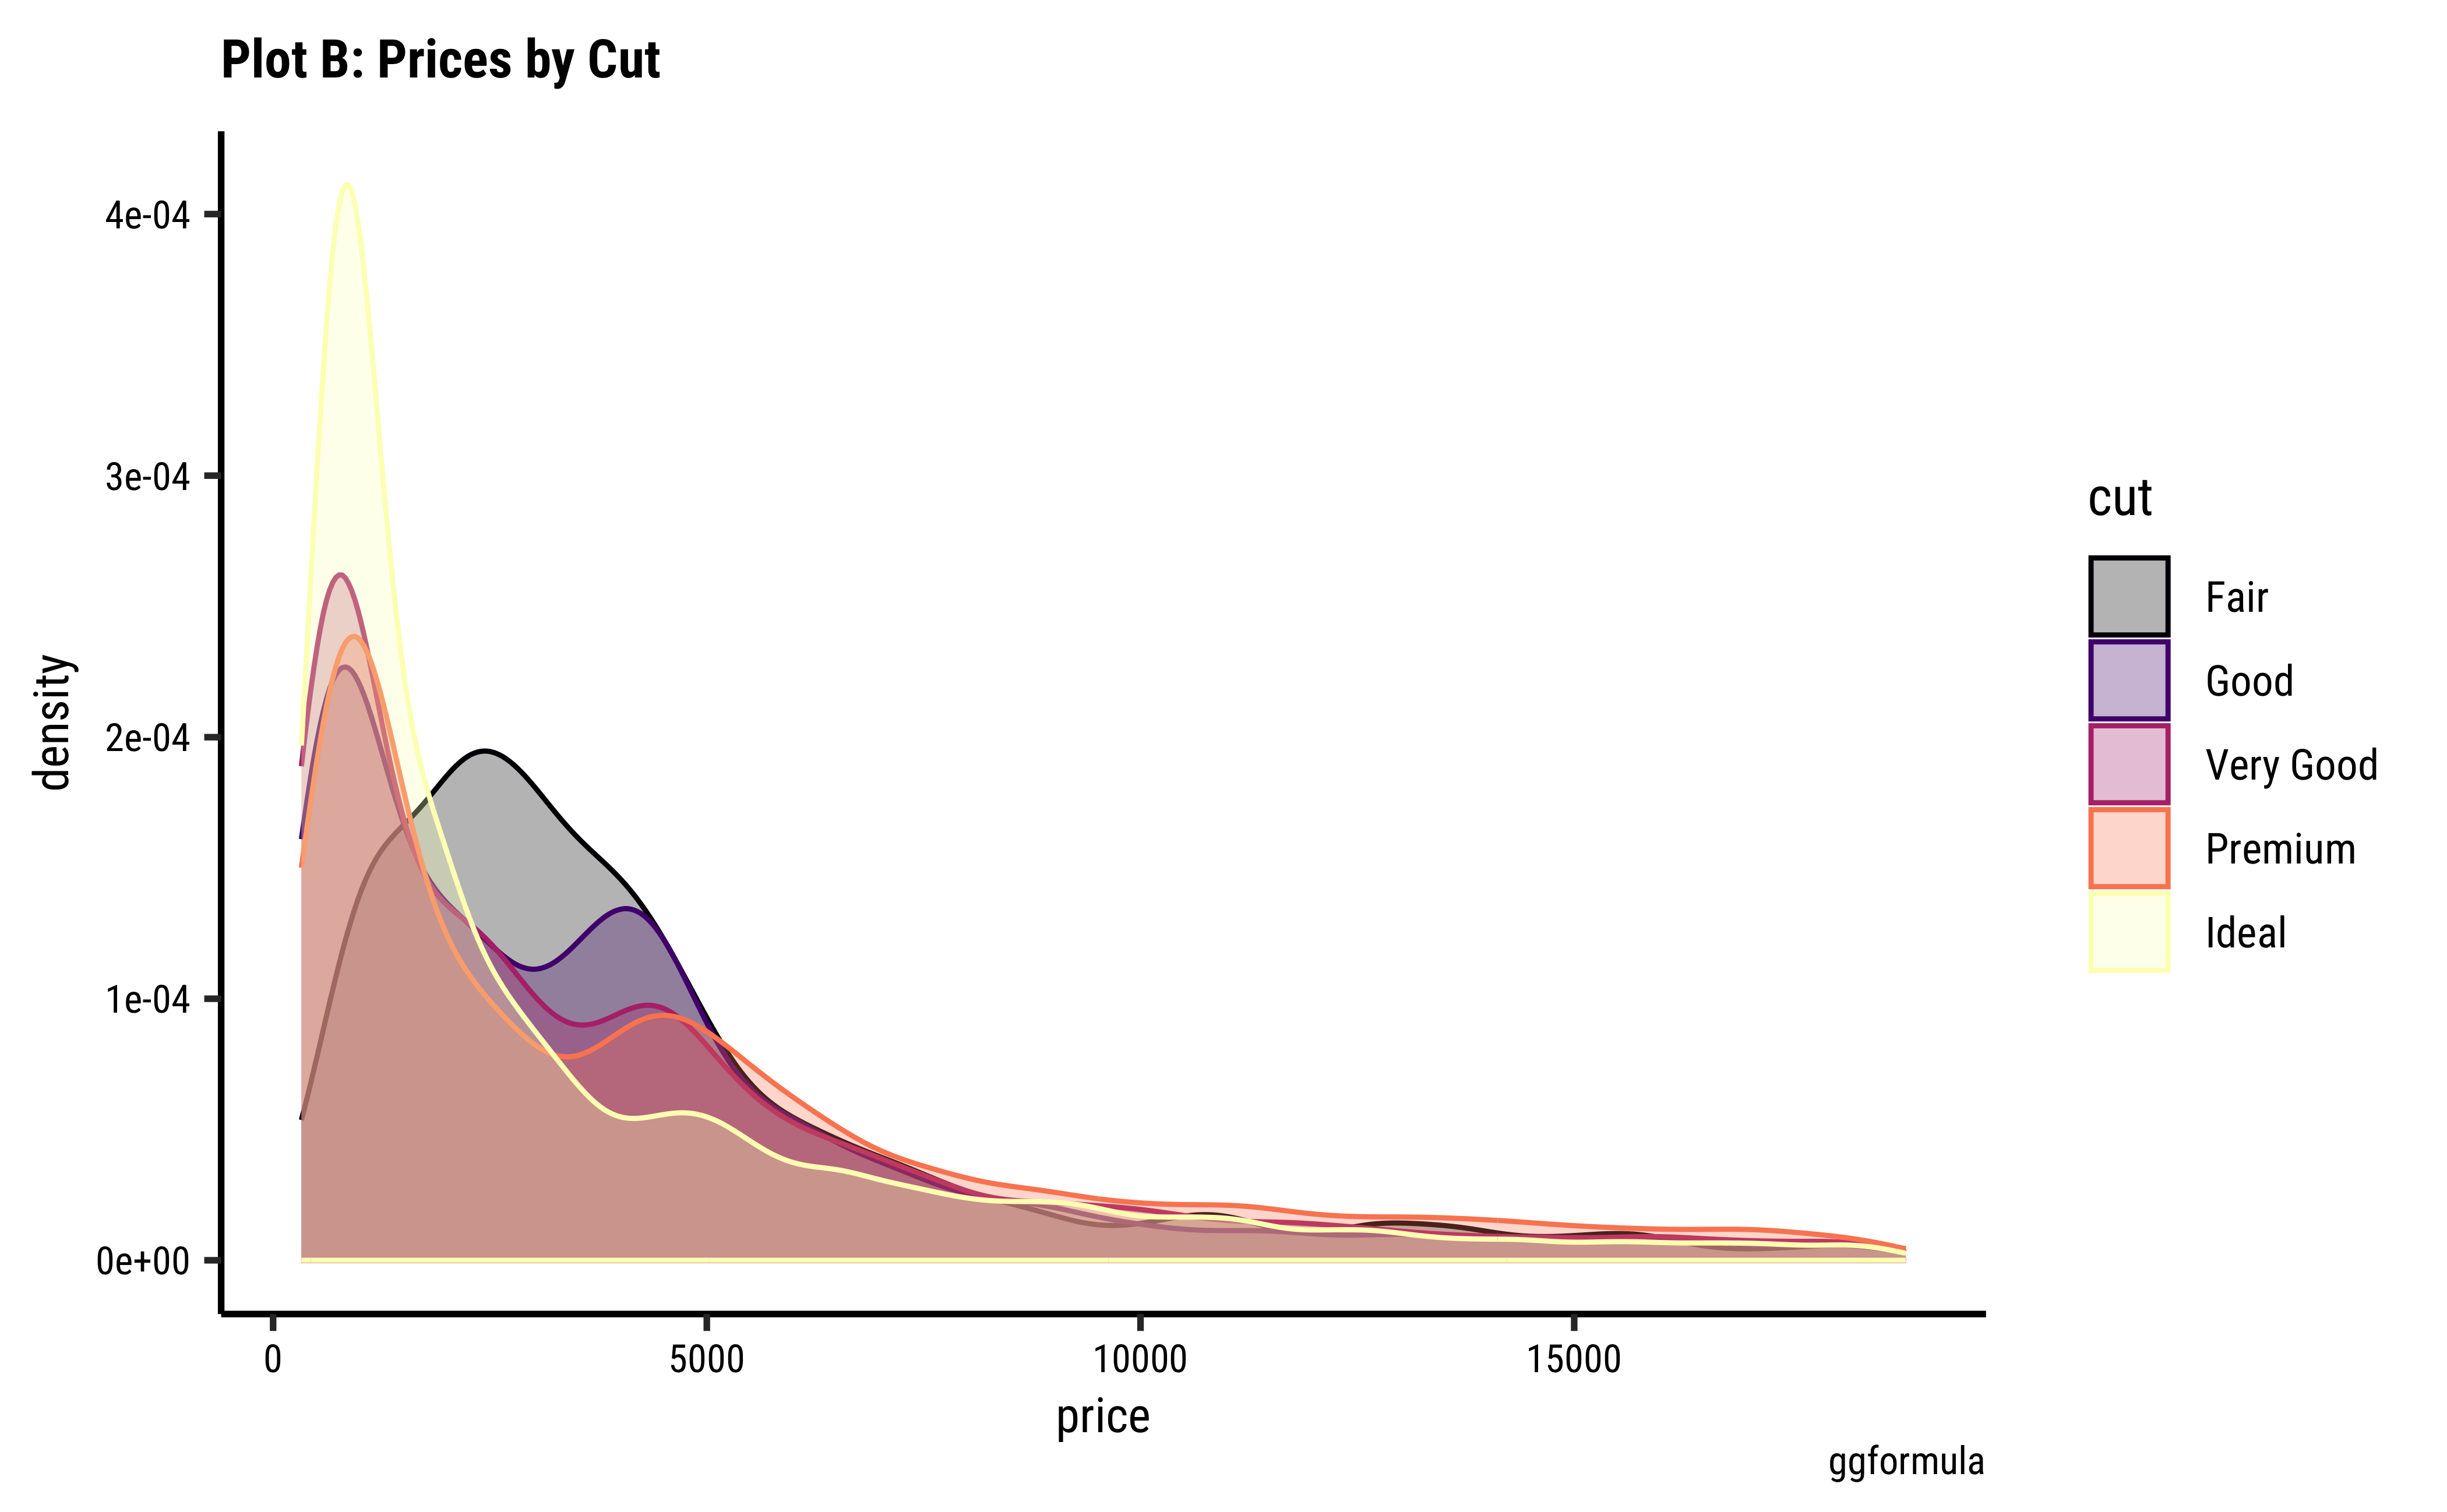 Plot B: Prices by Cut
4e-04
3e-04
2e-04
1e-04
0e+00
density
0
5000
10000
15000
price
cut
Fair
Good
Very Good
Premium
Ideal
ggformula